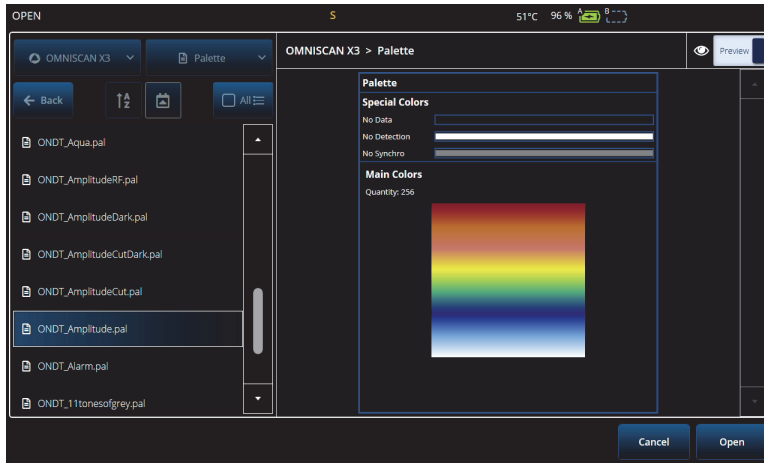 OPEN
S
51°C 96 % A B
OMNISCAN X3
Palette
OMNISCAN X3 > Palette
Preview
Back
A
Z
All
ONDT_Aqua.pal
ONDT_AmplitudeRF.pal
ONDT_AmplitudeDark.pal
ONDT_AmplitudeCutDark.pal
ONDT_AmplitudeCut.pal
ONDT_Amplitude.pal
ONDT_Alarm.pal
ONDT_11tonesofgrey.pal
Palette
Special Colors
No Data
No Detection
No Synchro
Main Colors
Quantity: 256
Cancel
Open